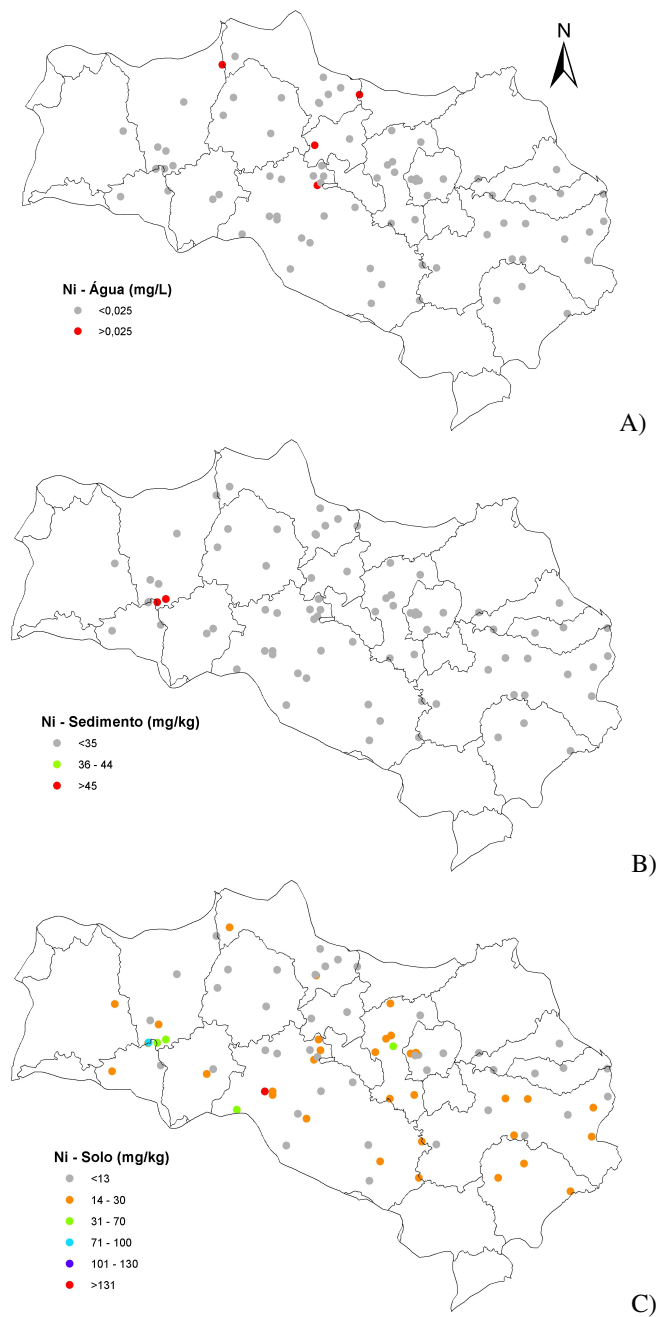 N
Ni - Água (mg/L)
<0,025
>0,025
A)
Ni - Sedimento (mg/kg)
<35
36 - 44
>45
B)
Ni - Solo (mg/kg)
<13
14 - 30
31 - 70
71 - 100
101 - 130
>131
C)